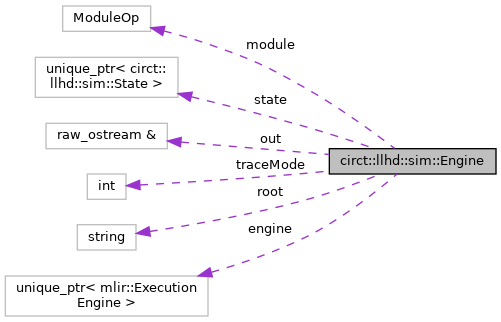 ModuleOp
module
unique_ptr< circt::
llhd::sim::State >
state
raw_ostream &
out
circt::llhd::sim::Engine
traceMode
int
root
string
engine
unique_ptr< mlir::Execution
Engine >